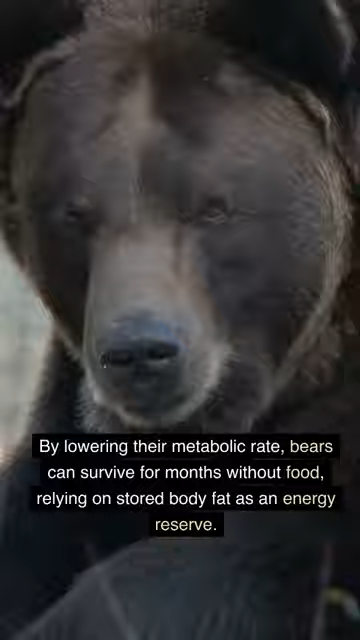 By lowering their metabolic rate, bears
can survive for months without food,
relying on stored body fat as an energy
reserve.